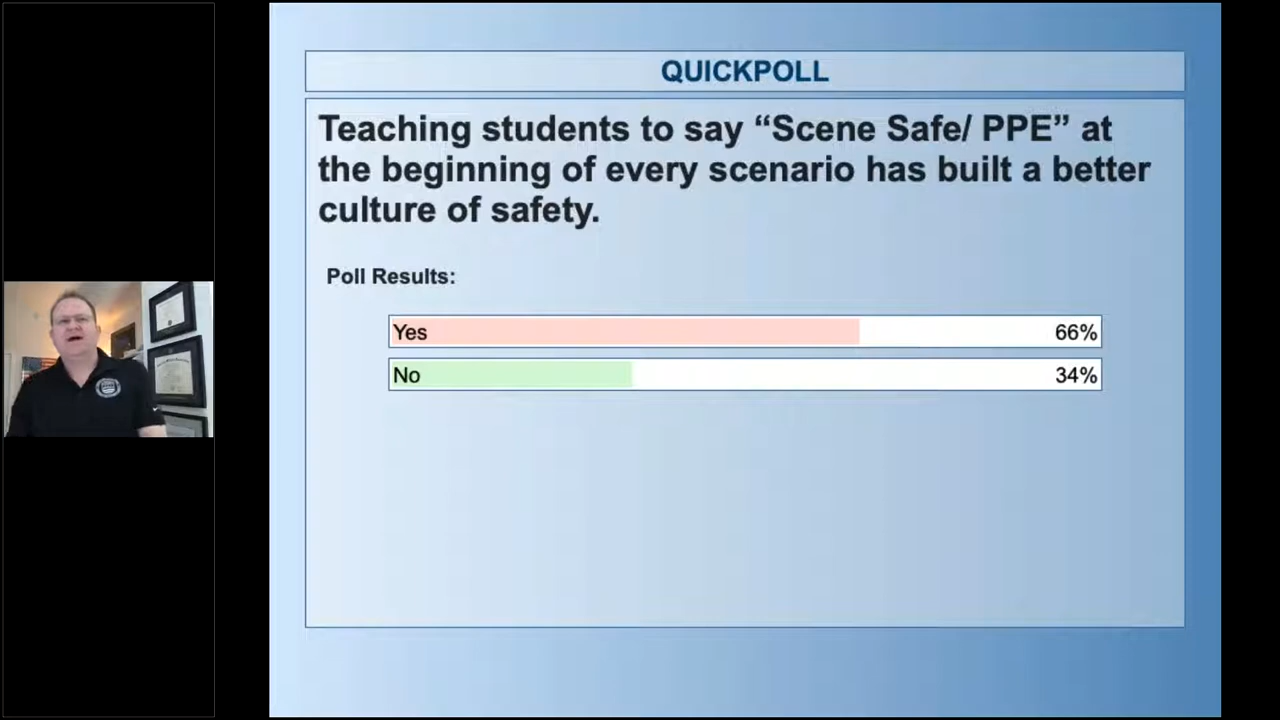 QUICKPOLL
Teaching students to say “Scene Safe/ PPE” at
the beginning of every scenario has built a better
culture of safety.
Poll Results:
Yes 66%
No 34%